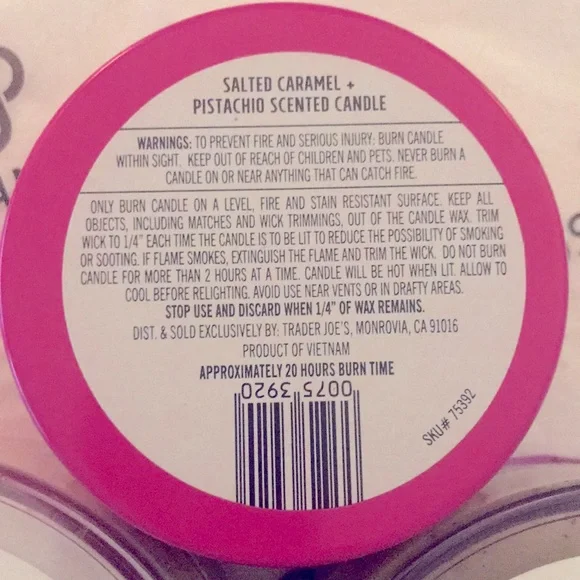 SALTED CARAMEL +
PISTACHIO SCENTED CANDLE
WARNINGS: TO PREVENT FIRE AND SERIOUS INJURY: BURN CANDLE
WITHIN SIGHT. KEEP OUT OF REACH OF CHILDREN AND PETS. NEVER BURN A
CANDLE ON OR NEAR ANYTHING THAT CAN CATCH FIRE.
ONLY BURN CANDLE ON A LEVEL, FIRE AND STAIN RESISTANT SURFACE. KEEP ALL
OBJECTS, INCLUDING MATCHES AND WICK TRIMMINGS, OUT OF THE CANDLE WAX. TRIM
WICK TO 1/4" EACH TIME THE CANDLE IS TO BE LIT TO REDUCE THE POSSIBILITY OF SMOKING
OR SOOTING. IF FLAME SMOKES, EXTINGUISH THE FLAME AND TRIM THE WICK. DO NOT BURN
CANDLE FOR MORE THAN 2 HOURS AT A TIME. CANDLE WILL BE HOT WHEN LIT. ALLOW TO
COOL BEFORE RELIGHTING. AVOID USE NEAR VENTS OR IN DRAFTY AREAS.
STOP USE AND DISCARD WHEN 1/4" OF WAX REMAINS.
DIST. & SOLD EXCLUSIVELY BY: TRADER JOE'S, MONROVIA, CA 91016
PRODUCT OF VIETNAM
APPROXIMATELY 20 HOURS BURN TIME
0075 3920
SKU# 75392